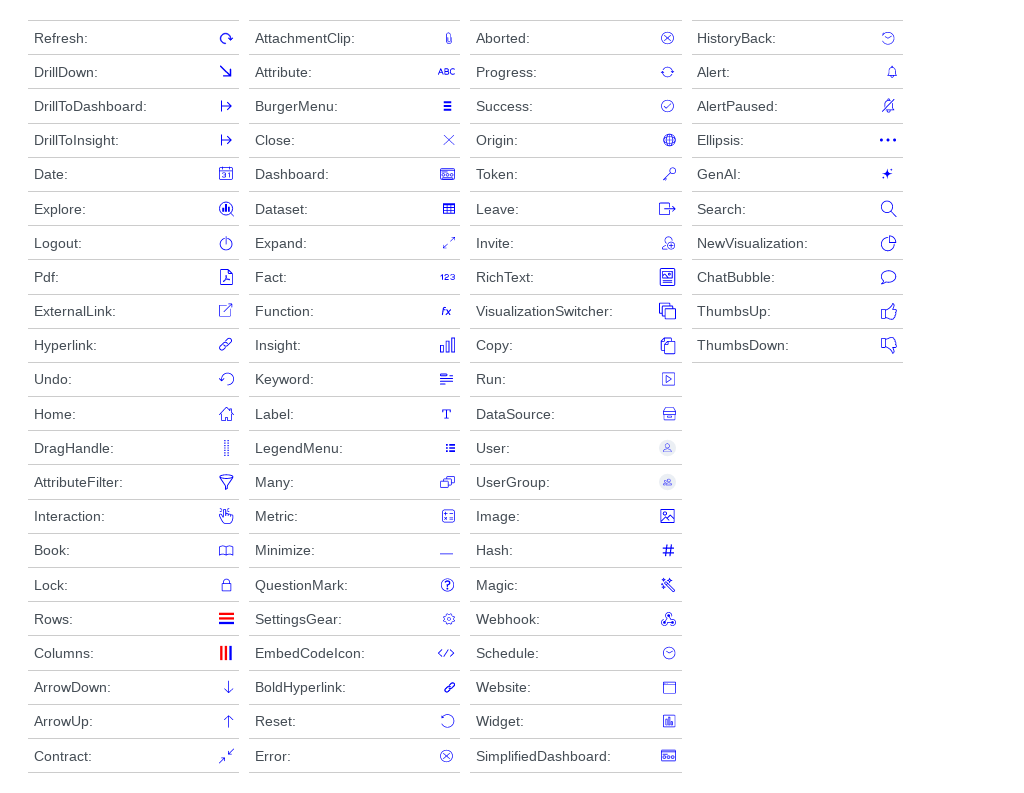 Refresh:
DrillDown:
DrillToDashboard:
DrillToInsight:
Date:
Explore:
Logout:
Pdf:
ExternalLink:
Hyperlink:
Undo:
Home:
DragHandle:
AttributeFilter:
Interaction:
Book:
Lock:
Rows:
Columns:
ArrowDown:
ArrowUp:
Contract:
AttachmentClip:
Attribute: ABC
BurgerMenu:
Close:
Dashboard:
Dataset:
Expand:
Fact: 123
Function: fx
Insight:
Keyword:
Label: T
LegendMenu:
Many:
Metric:
Minimize:
QuestionMark: ?
SettingsGear:
EmbedCodeIcon: </>
BoldHyperlink:
Reset:
Error:
Aborted:
Progress:
Success:
Origin:
Token:
Leave:
Invite:
RichText:
VisualizationSwitcher:
Copy:
Run:
DataSource:
User:
UserGroup:
Image:
Hash: #
Magic:
Webhook:
Schedule:
Website:
Widget:
SimplifiedDashboard:
HistoryBack:
Alert:
AlertPaused:
Ellipsis:
GenAI:
Search:
NewVisualization:
ChatBubble:
ThumbsUp:
ThumbsDown: